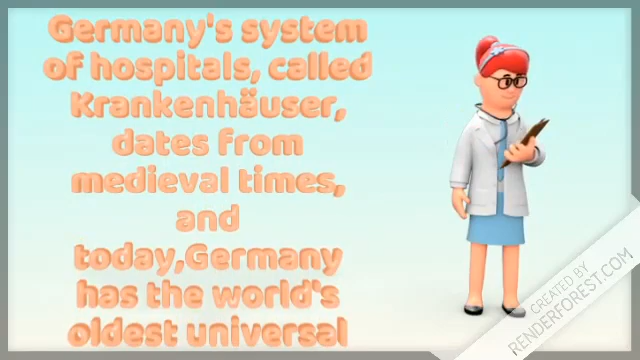 Germany's system
of hospitals, called
Krankenhäuser,
dates from
medieval times,
and
today,Germany
has the world's
oldest universal
CREATED BY
RENDERFOREST.COM